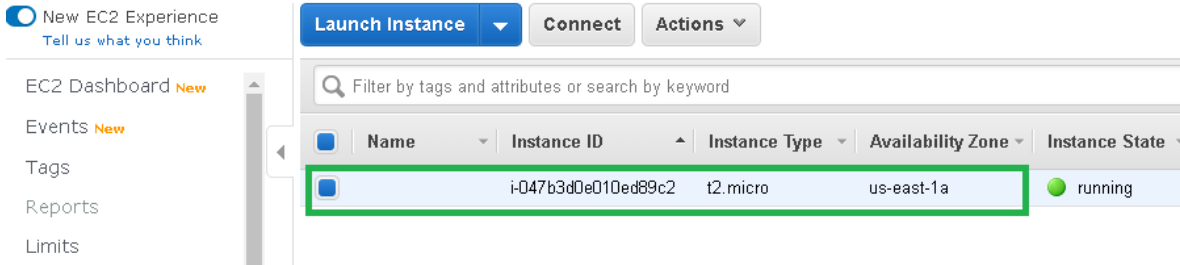 New EC2 Experience
Tell us what you think
EC2 Dashboard New
Events New
Tags
Reports
Limits
Launch Instance Connect Actions
Filter by tags and attributes or search by keyword
Name Instance ID Instance Type Availability Zone Instance State
i-047b3d0e010ed89c2 t2.micro us-east-1a running